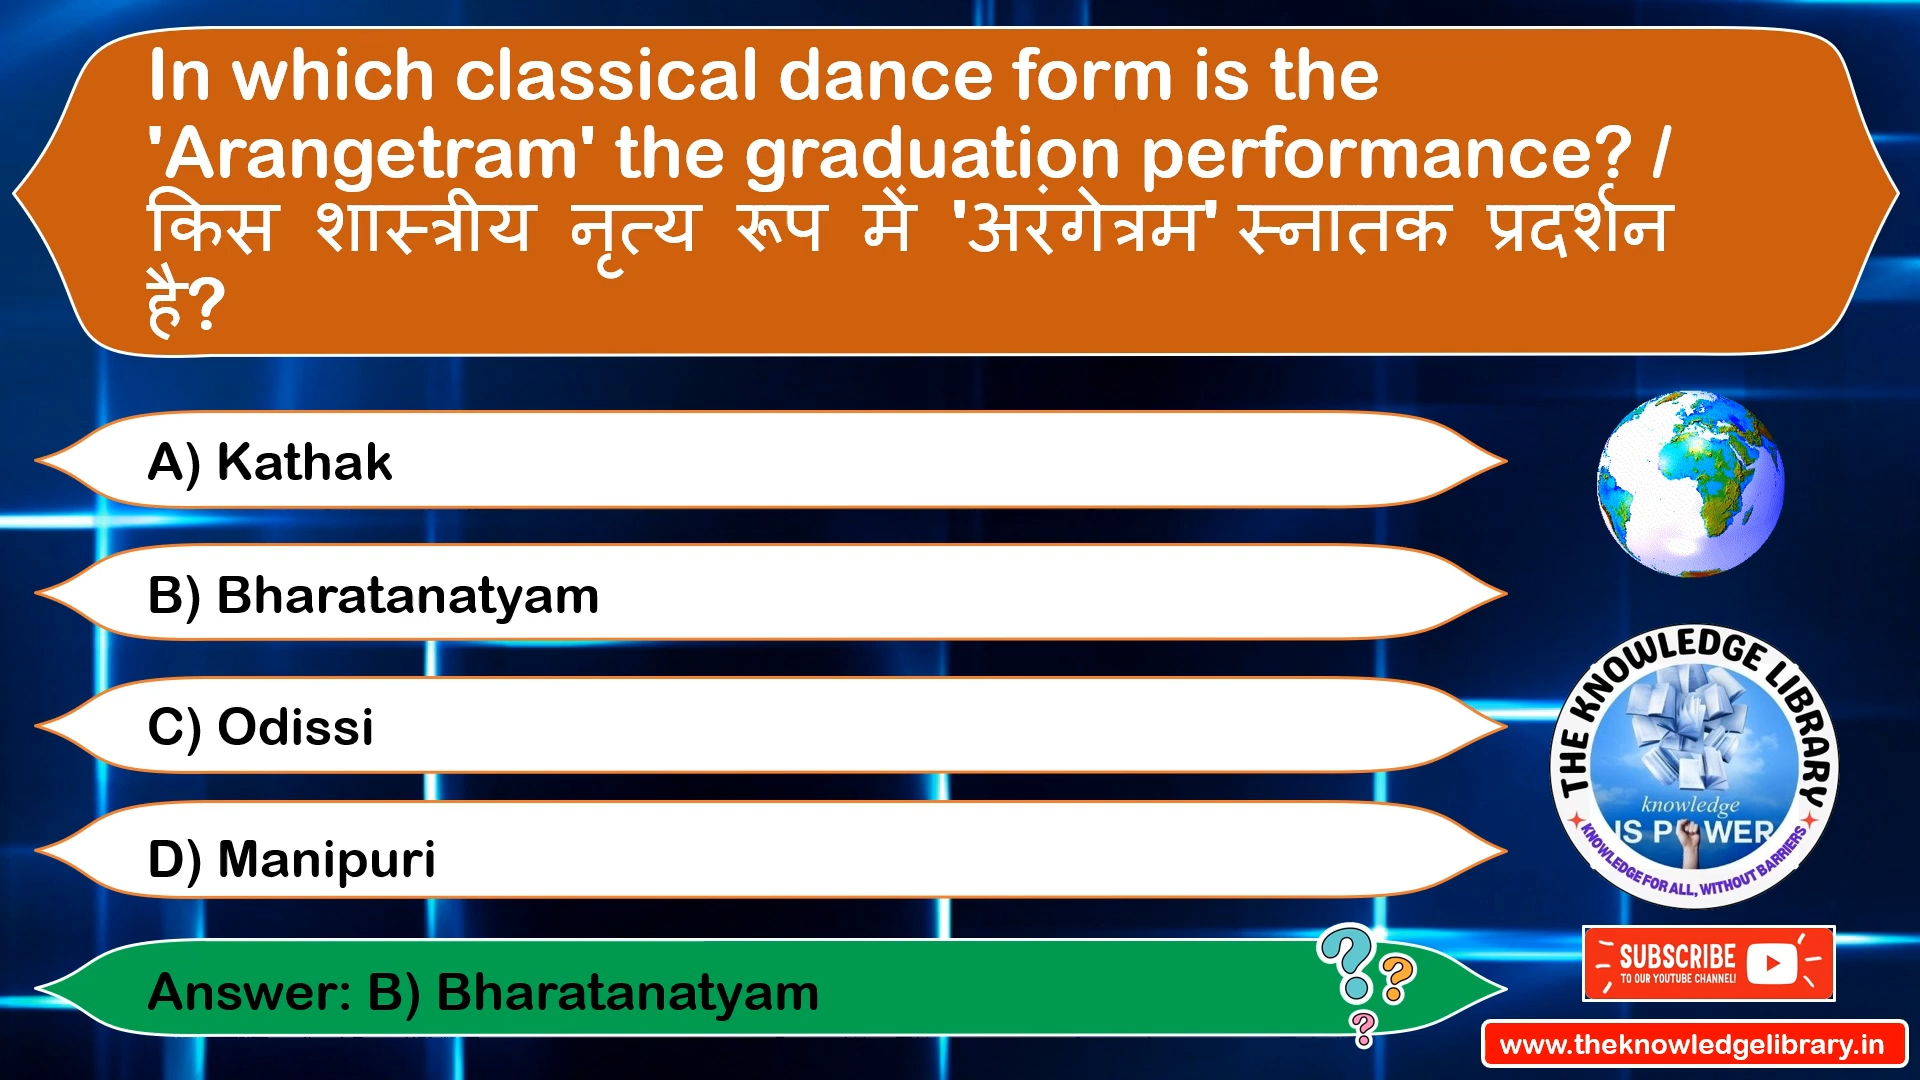 In which classical dance form is the
'Arangetram' the graduation performance? /
किस शास्त्रीय नृत्य रूप में 'अरंगेत्रम' स्नातक प्रदर्शन
है?
A) Kathak
B) Bharatanatyam
C) Odissi
D) Manipuri
Answer: B) Bharatanatyam
THE KNOWLEDGE LIBRARY
knowledge
IS POWER
KNOWLEDGE FOR ALL, WITHOUT BARRIERS
SUBSCRIBE
TO OUR YOUTUBE CHANNEL!
www.theknowledgelibrary.in